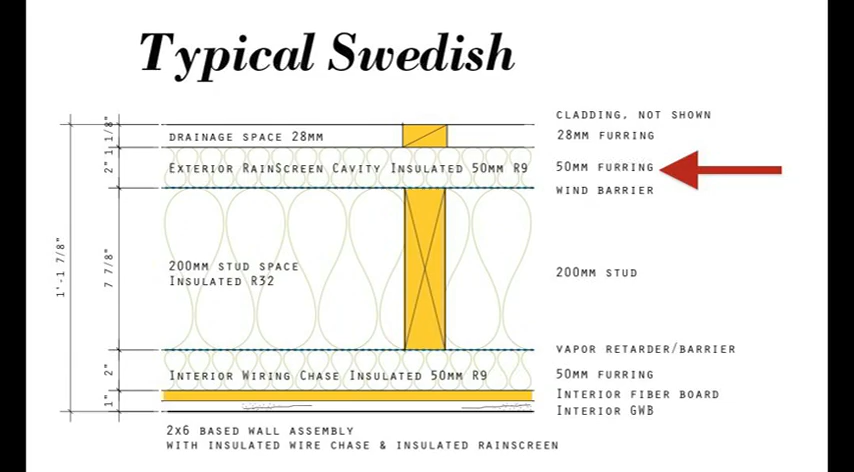 Typical Swedish
CLADDING, NOT SHOWN
DRAINAGE SPACE 28MM
28MM FURRING
EXTERIOR RAINSCREEN CAVITY INSULATED 50MM R9
50MM FURRING
WIND BARRIER
200MM STUD SPACE
INSULATED R32
200MM STUD
VAPOR RETARDER/BARRIER
INTERIOR WIRING CHASE INSULATED 50MM R9
50MM FURRING
INTERIOR FIBER BOARD
INTERIOR GWB
1'-1 7/8"
1 1/8"
2"
7 7/8"
2"
1"
2X6 BASED WALL ASSEMBLY
WITH INSULATED WIRE CHASE & INSULATED RAINSCREEN